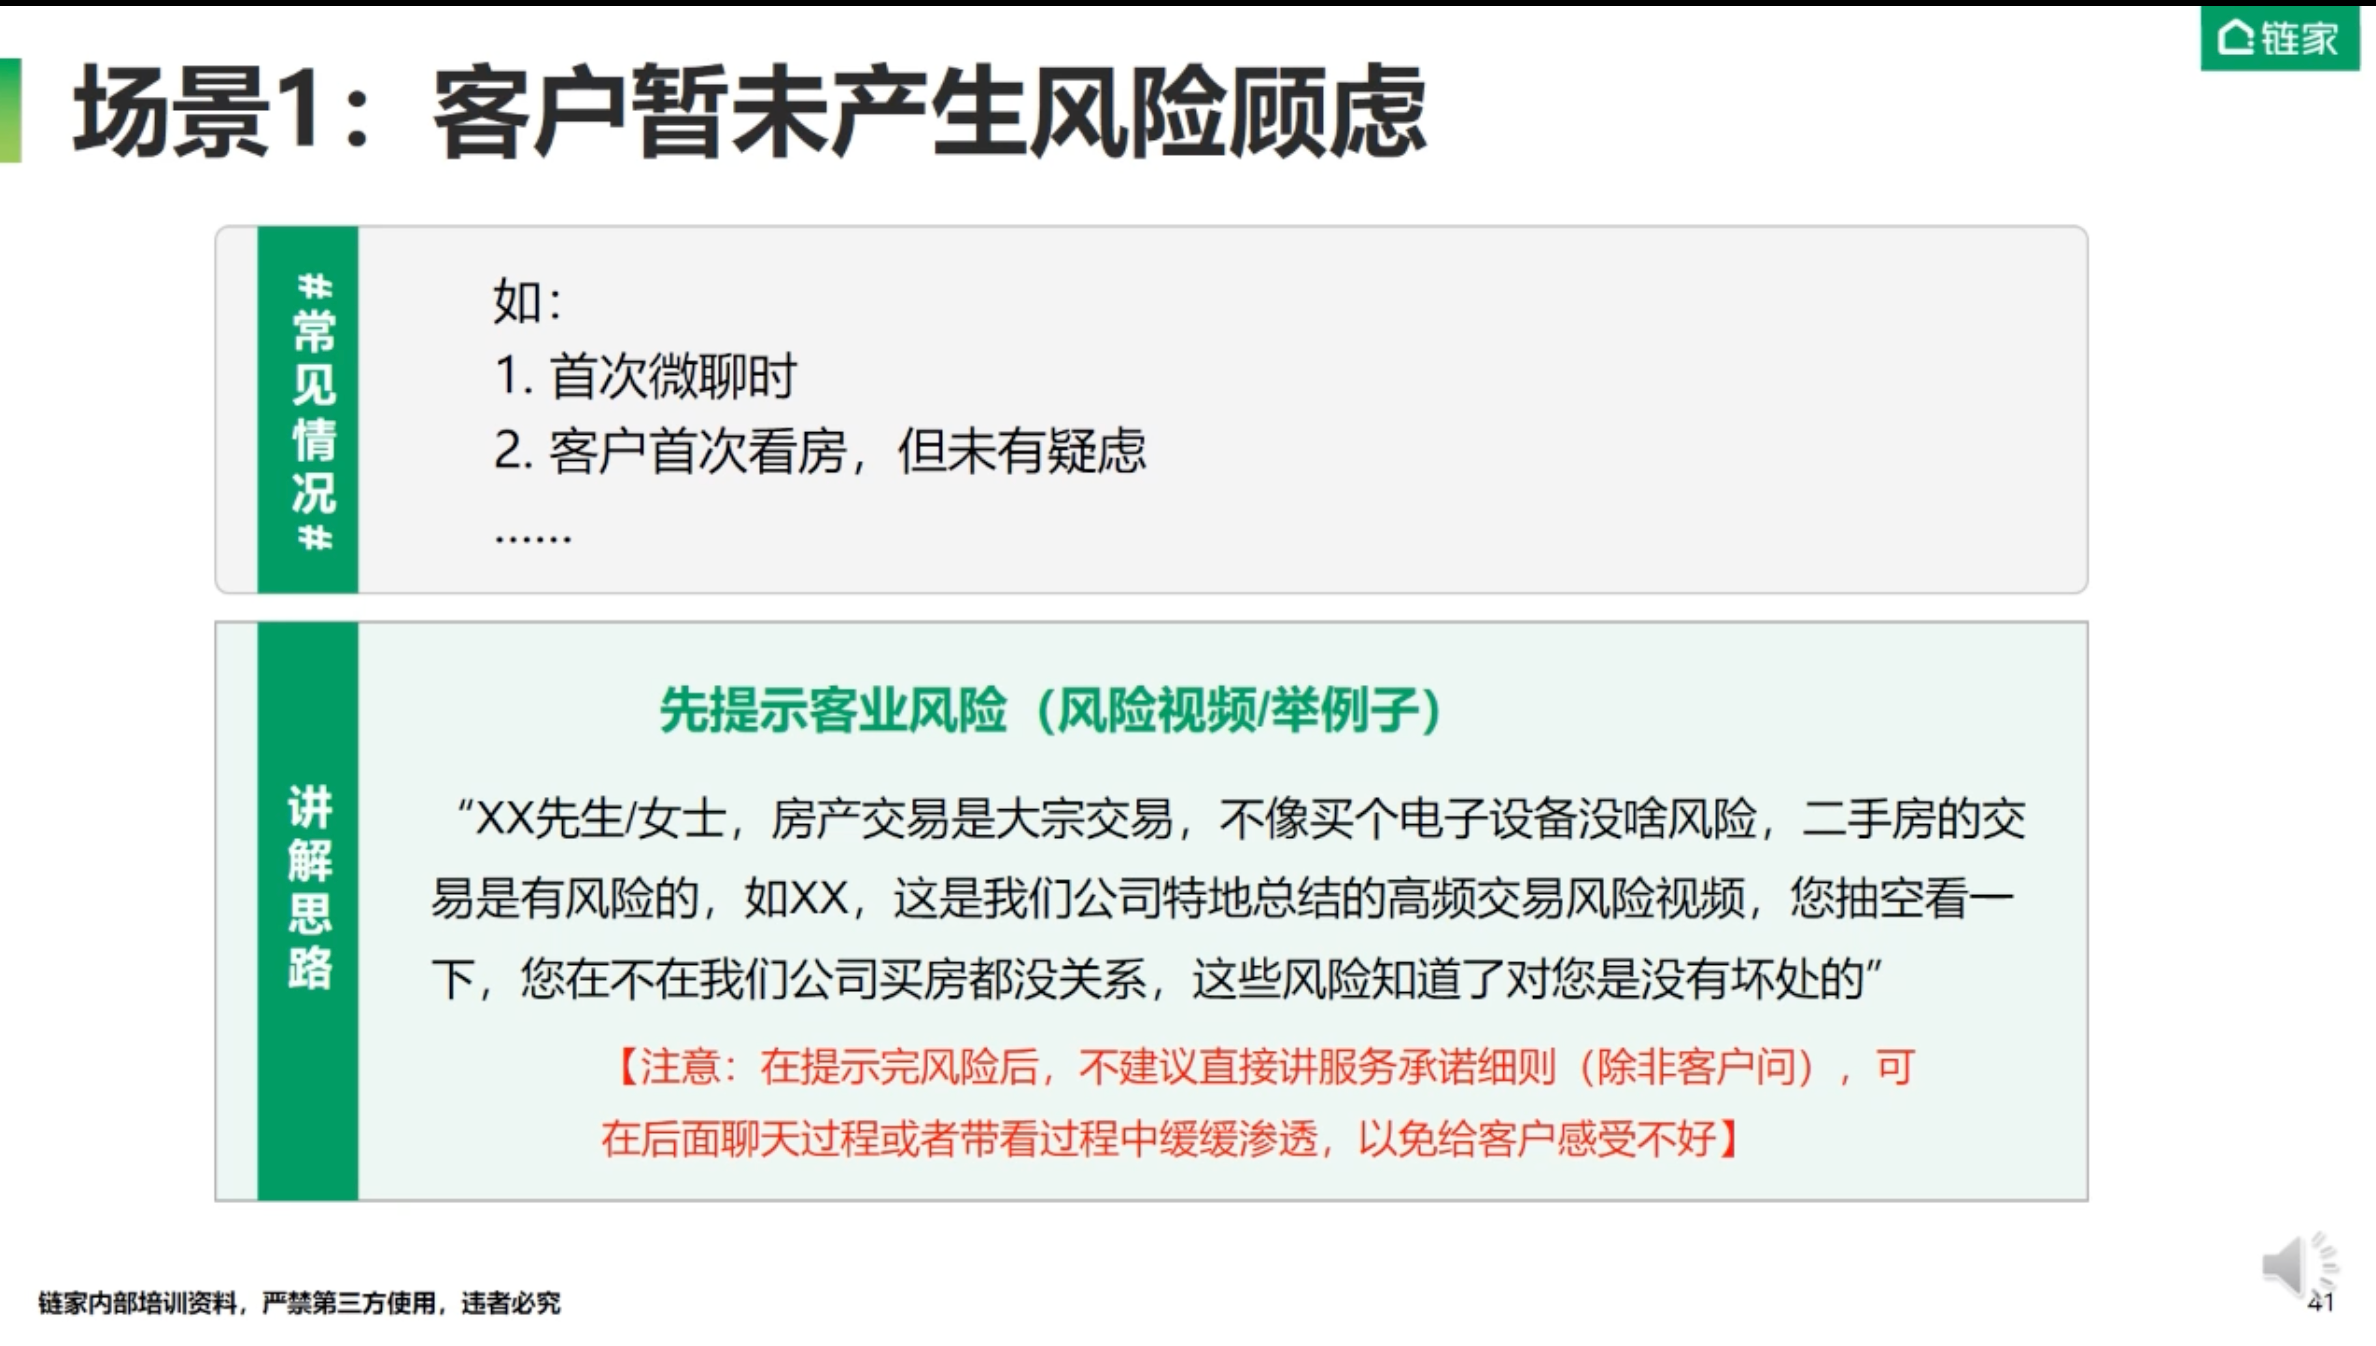 链家
场景1：客户暂未产生风险顾虑
#常见情况#
如：
1. 首次微聊时
2. 客户首次看房，但未有疑虑
......
讲解思路
先提示客业风险（风险视频/举例子）
“XX先生/女士，房产交易是大宗交易，不像买个电子设备没啥风险，二手房的交
易是有风险的，如XX，这是我们公司特地总结的高频交易风险视频，您抽空看一
下，您在不在我们公司买房都没关系，这些风险知道了对您是没有坏处的”
【注意：在提示完风险后，不建议直接讲服务承诺细则（除非客户问），可
在后面聊天过程或者带看过程中缓缓渗透，以免给客户感受不好】
链家内部培训资料，严禁第三方使用，违者必究
41